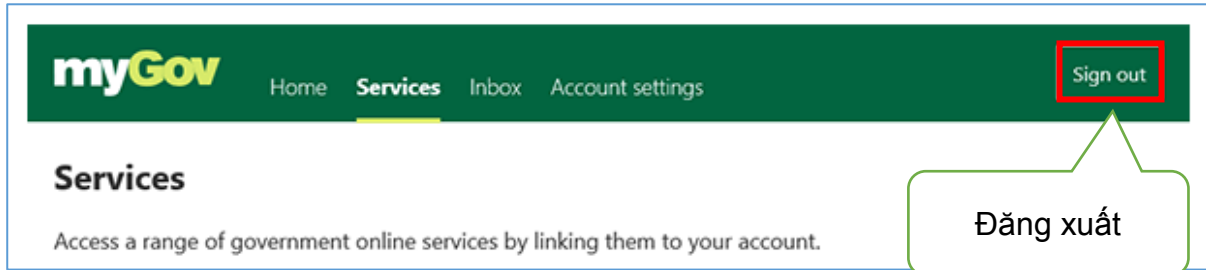 myGov Home Services Inbox Account settings Sign out
Services
Access a range of government online services by linking them to your account.
Đăng xuất